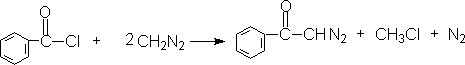 O O
C—Cl + 2 CH₂N₂ C—CHN₂ + CH₃Cl + N₂